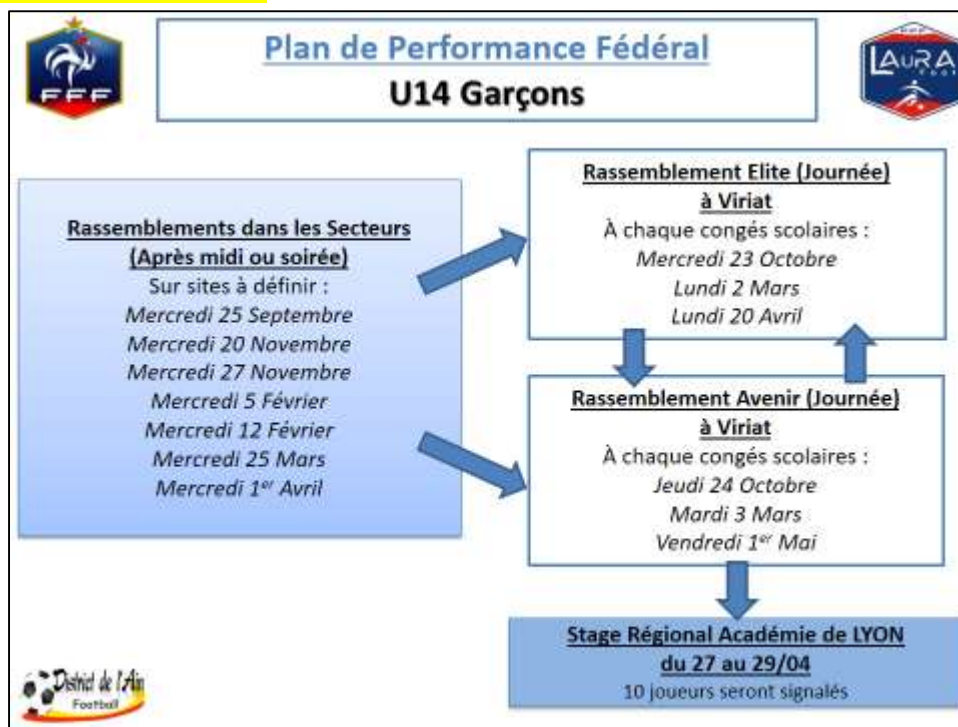 Plan de Performance Fédéral
U14 Garçons
FFF
FFF
LAURA
FOOT
Rassemblements dans les Secteurs
(Après midi ou soirée)
Sur sites à définir :
Mercredi 25 Septembre
Mercredi 20 Novembre
Mercredi 27 Novembre
Mercredi 5 Février
Mercredi 12 Février
Mercredi 25 Mars
Mercredi 1er Avril
Rassemblement Elite (Journée)
à Viriat
À chaque congés scolaires :
Mercredi 23 Octobre
Lundi 2 Mars
Lundi 20 Avril
Rassemblement Avenir (Journée)
à Viriat
À chaque congés scolaires :
Jeudi 24 Octobre
Mardi 3 Mars
Vendredi 1er Mai
Stage Régional Académie de LYON
du 27 au 29/04
10 joueurs seront signalés
District de l'Ain
Football